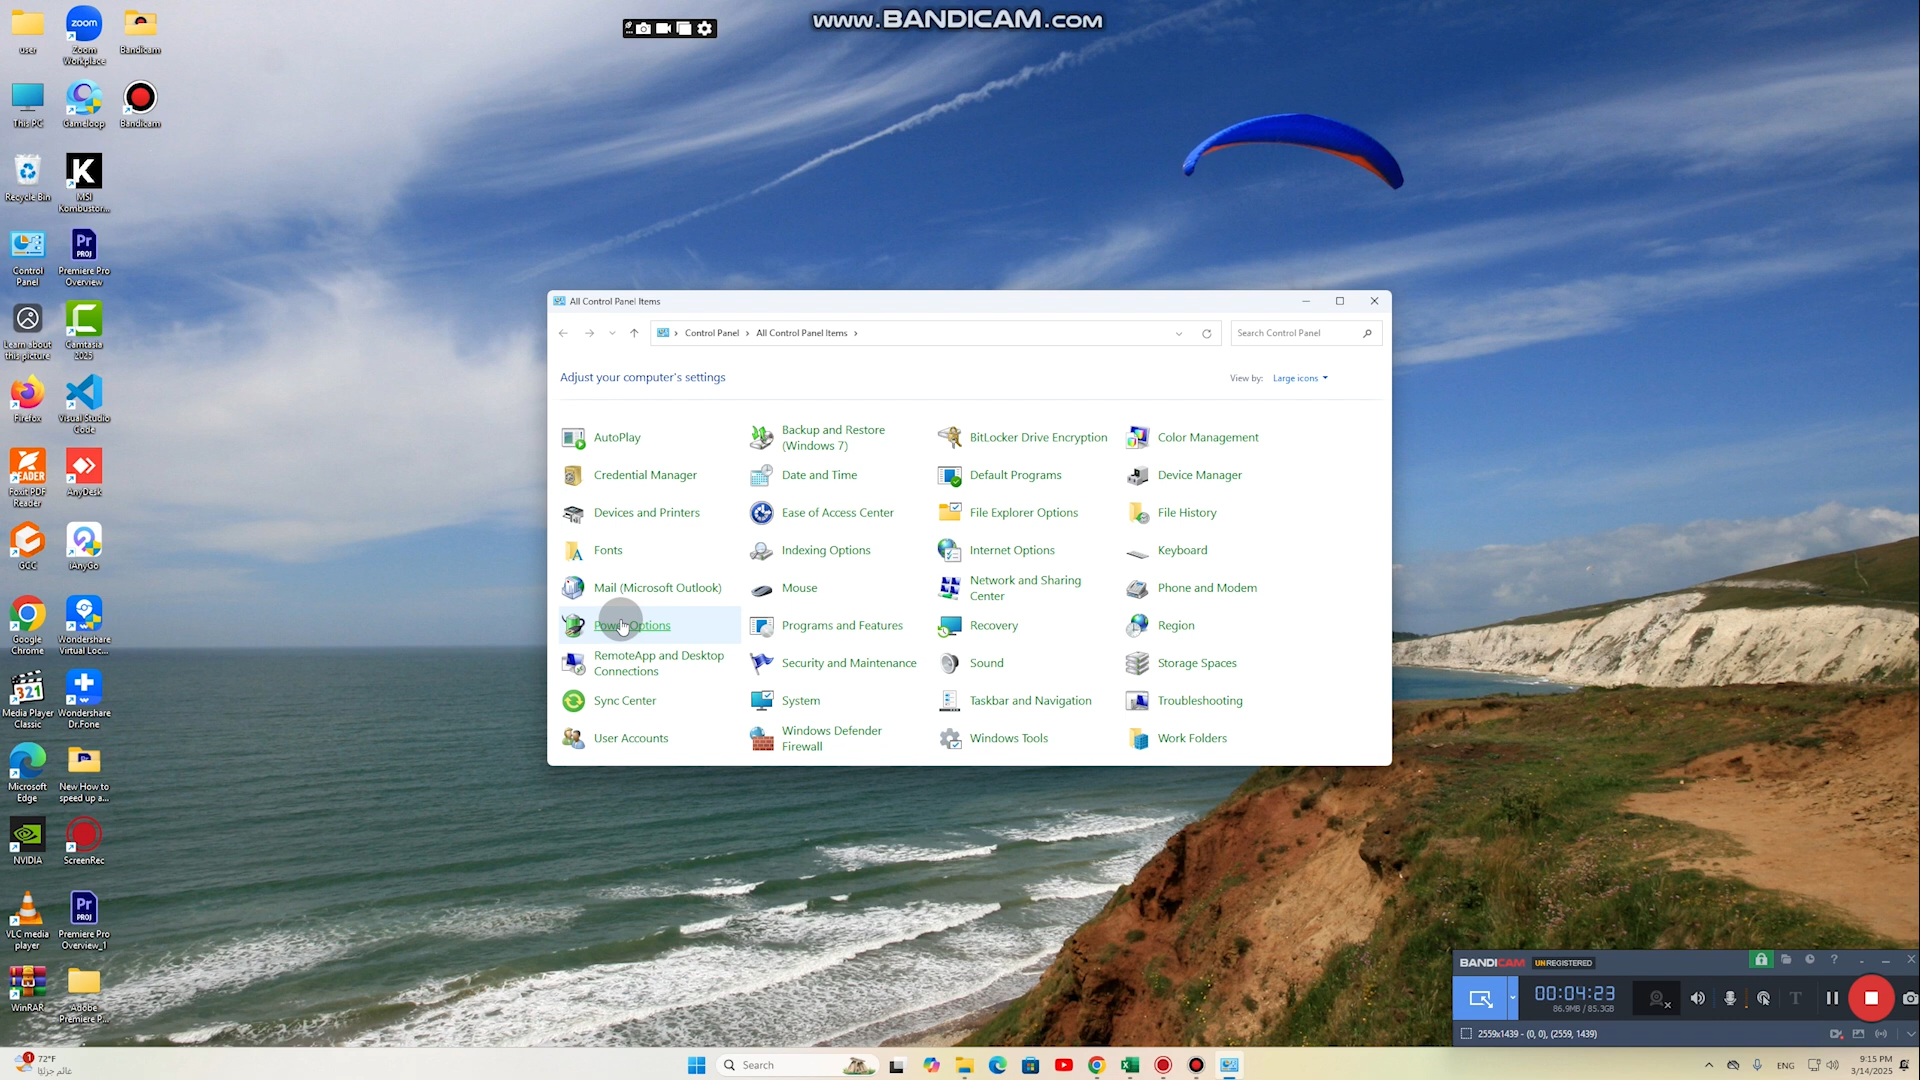 www.BANDICAM.com
user
Zoom
Workplace
Bandicam
This PC
Gameloop
Bandicam
Recycle Bin
MSI
Kombustor...
Control
Panel
Premiere Pro
Overview
Learn about
this picture
Camtasia
2025
Firefox
Visual Studio
Code
Foxit PDF
Reader
AnyDesk
GCC
iAnyGo
Google
Chrome
Wondershare
Virtual Loc...
Media Player
Classic
Wondershare
Dr.Fone
Microsoft
Edge
New How to
speed up a...
NVIDIA
ScreenRec
VLC media
player
Premiere Pro
Overview_1
WinRAR
Adobe
Premiere P...
All Control Panel Items
Control Panel
All Control Panel Items
Search Control Panel
Adjust your computer's settings
View by:
Large icons
AutoPlay
Backup and Restore
(Windows 7)
BitLocker Drive Encryption
Color Management
Credential Manager
Date and Time
Default Programs
Device Manager
Devices and Printers
Ease of Access Center
File Explorer Options
File History
Fonts
Indexing Options
Internet Options
Keyboard
Mail (Microsoft Outlook)
Mouse
Network and Sharing
Center
Phone and Modem
Power Options
Programs and Features
Recovery
Region
RemoteApp and Desktop
Connections
Security and Maintenance
Sound
Storage Spaces
Sync Center
System
Taskbar and Navigation
Troubleshooting
User Accounts
Windows Defender
Firewall
Windows Tools
Work Folders
BANDICAM
UNREGISTERED
00:04:23
86.9MB / 85.3GB
2559x1439 - (0, 0), (2559, 1439)
72°F
غائم جزئيًا
Search
ENG
9:15 PM
3/14/2025